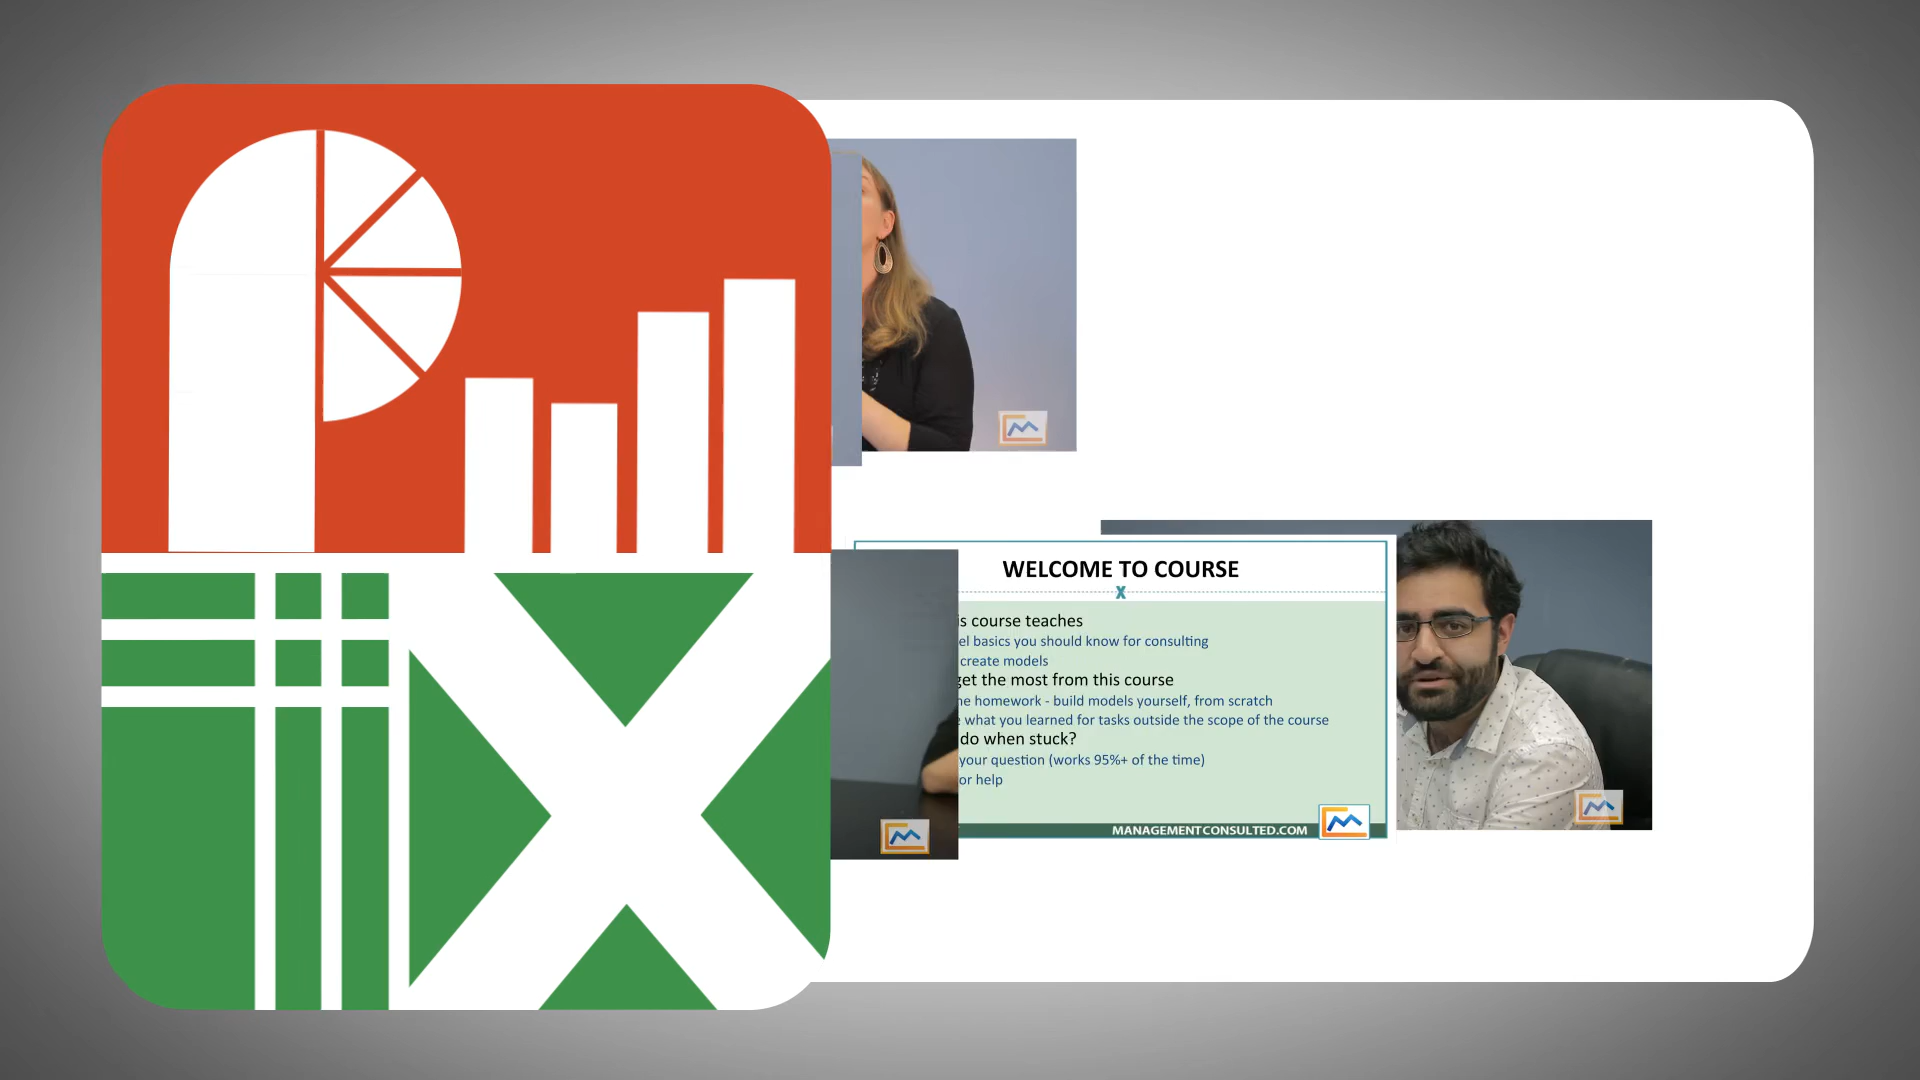 WELCOME TO COURSE
is course teaches
el basics you should know for consulting
create models
get the most from this course
he homework - build models yourself, from scratch
what you learned for tasks outside the scope of the course
do when stuck?
your question (works 95%+ of the time)
or help
MANAGEMENTCONSULTED.COM